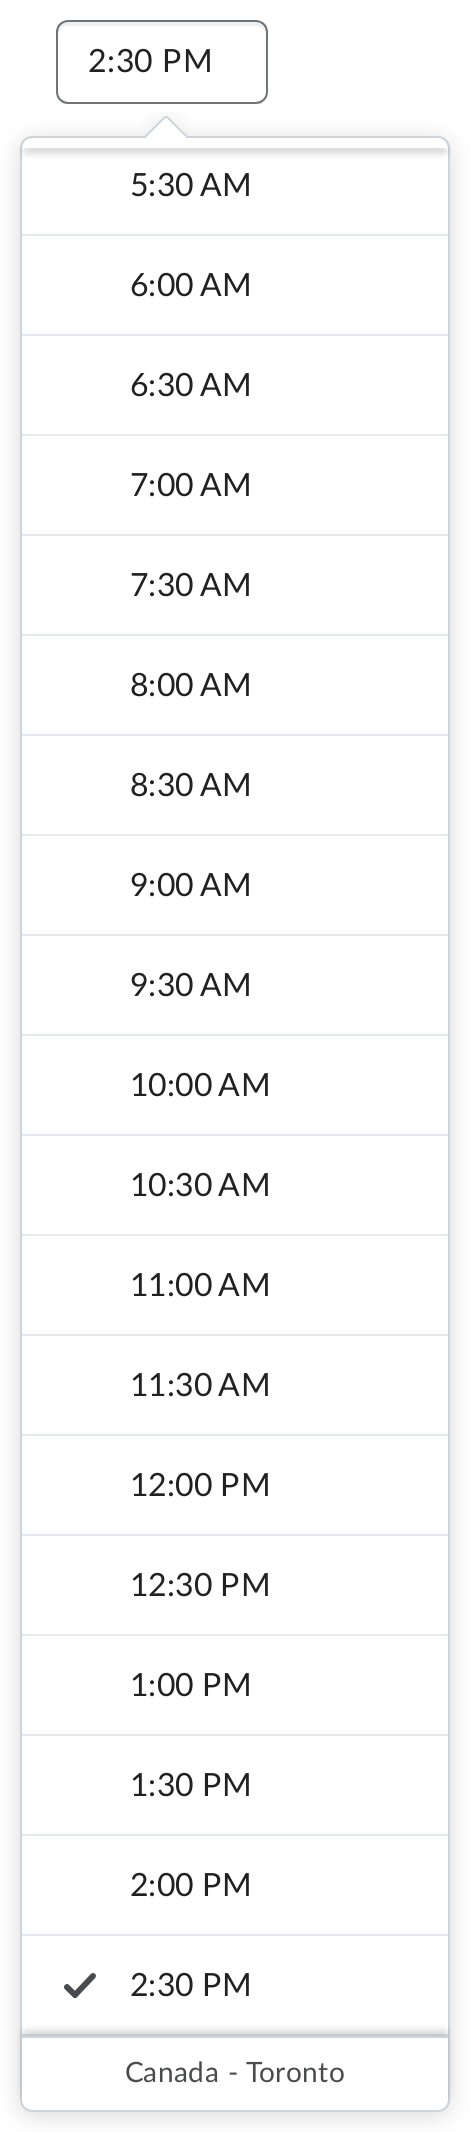 2:30 PM
5:30 AM
6:00 AM
6:30 AM
7:00 AM
7:30 AM
8:00 AM
8:30 AM
9:00 AM
9:30 AM
10:00 AM
10:30 AM
11:00 AM
11:30 AM
12:00 PM
12:30 PM
1:00 PM
1:30 PM
2:00 PM
2:30 PM
Canada - Toronto